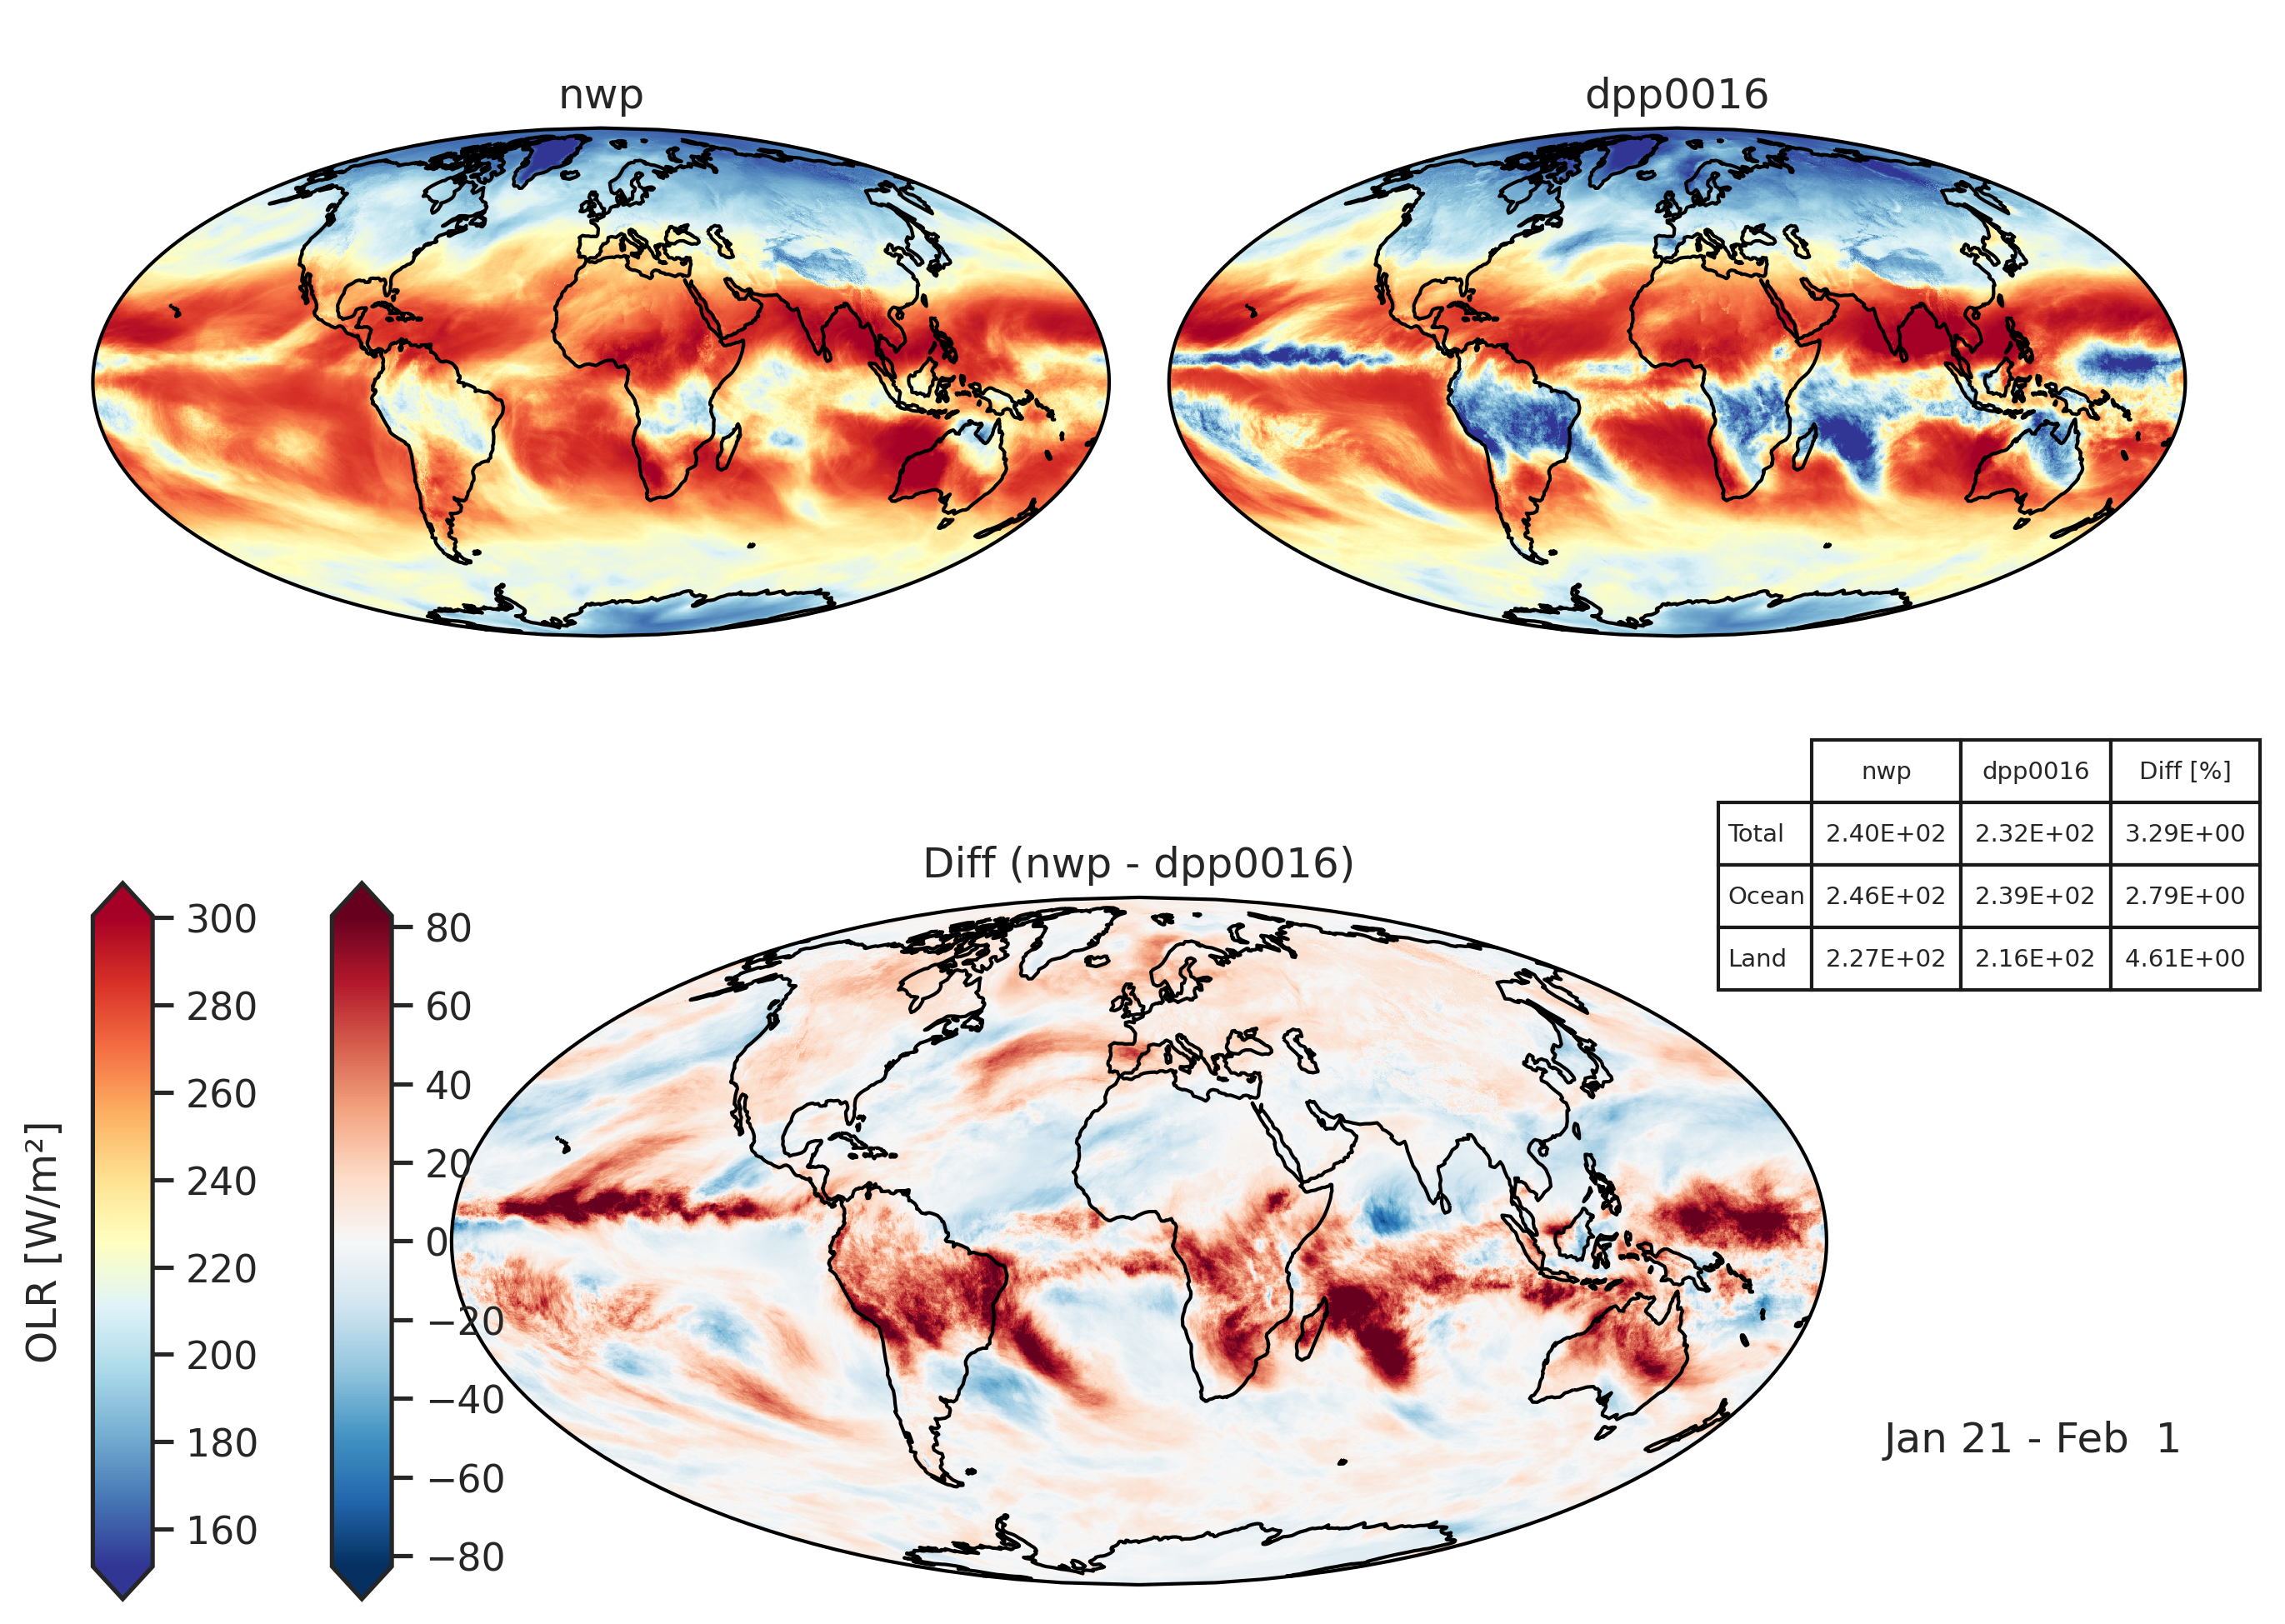 nwp
dpp0016
nwp dpp0016 Diff [%]
Total 2.40E+02 2.32E+02 3.29E+00
Ocean 2.46E+02 2.39E+02 2.79E+00
Land 2.27E+02 2.16E+02 4.61E+00
Diff (nwp - dpp0016)
OLR [W/m²]
300
280
260
240
220
200
180
160
80
60
40
20
0
−20
−40
−60
−80
Jan 21 - Feb  1